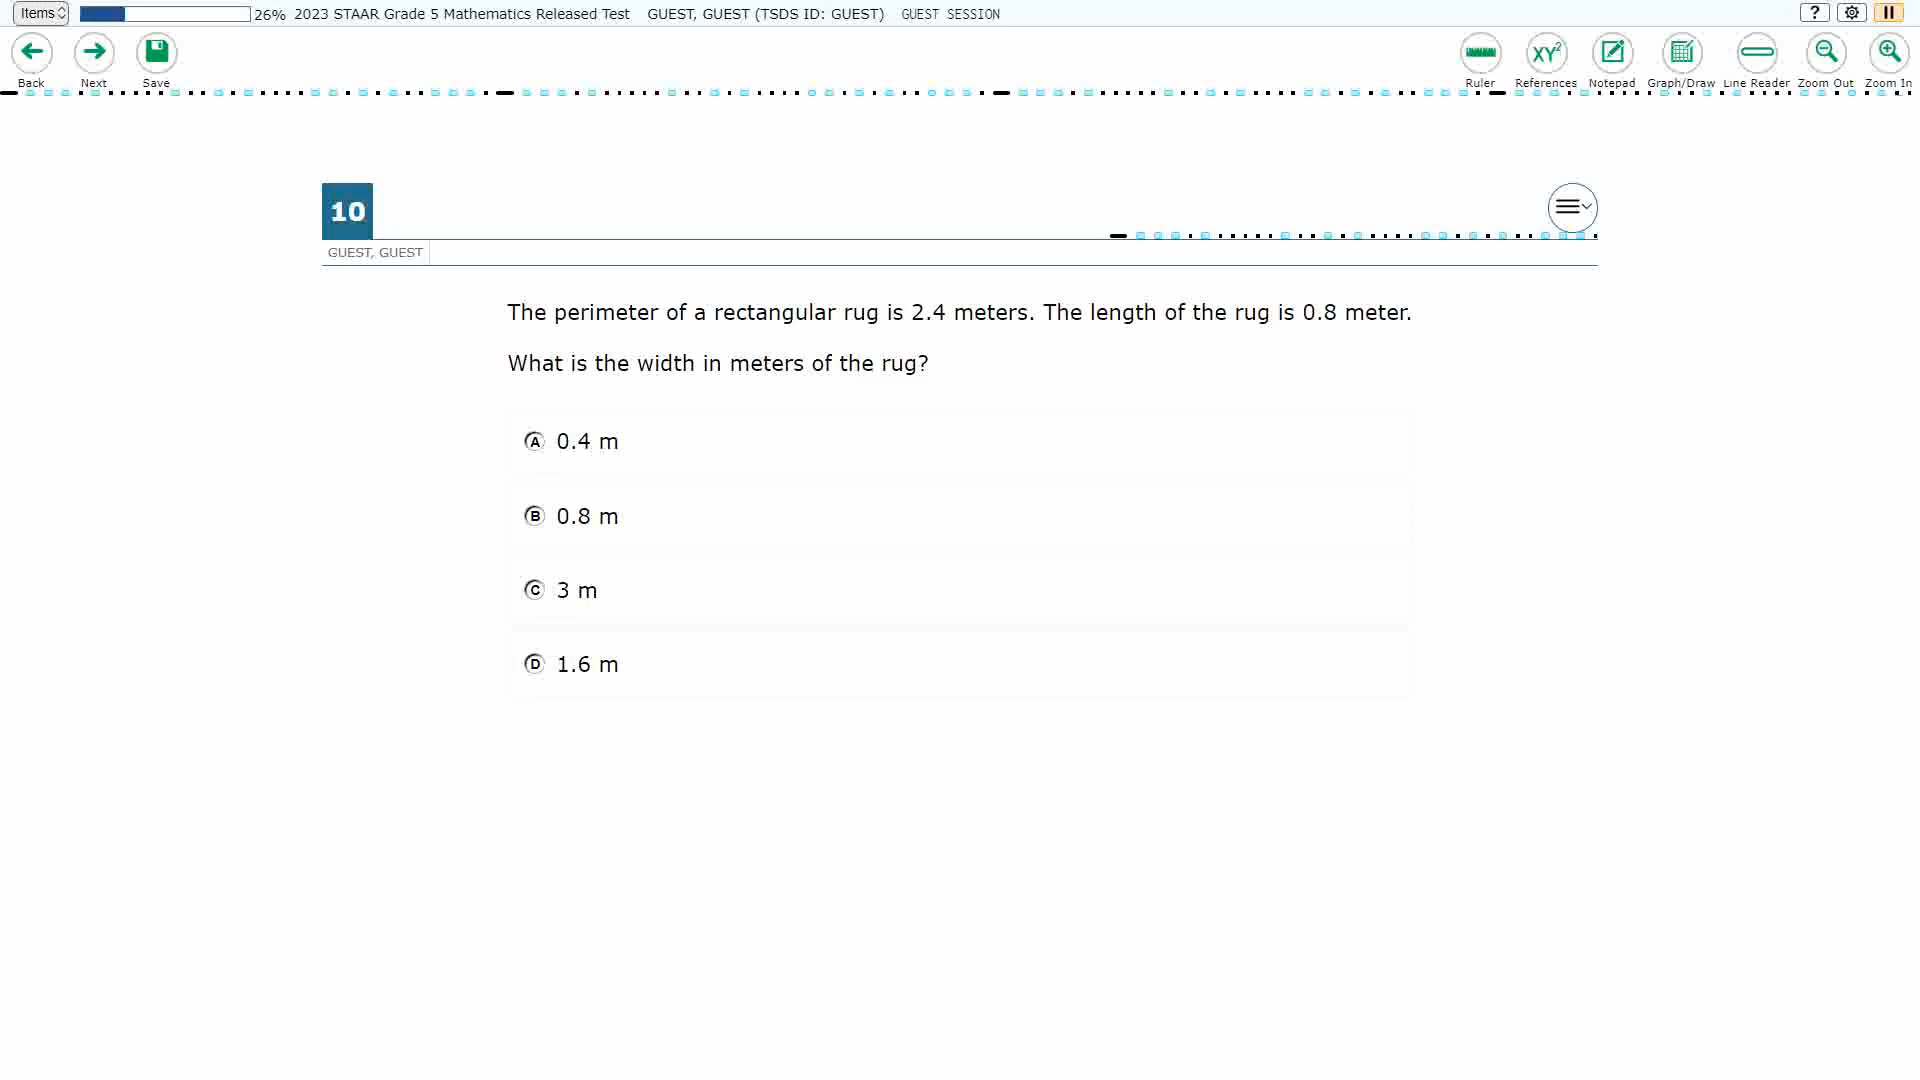 Items 26% 2023 STAAR Grade 5 Mathematics Released Test GUEST, GUEST (TSDS ID: GUEST) GUEST SESSION ?
XY²
Back Next Save Ruler References Notepad Graph/Draw Line Reader Zoom Out Zoom In
10
GUEST, GUEST
The perimeter of a rectangular rug is 2.4 meters. The length of the rug is 0.8 meter.
What is the width in meters of the rug?
A 0.4 m
B 0.8 m
C 3 m
D 1.6 m